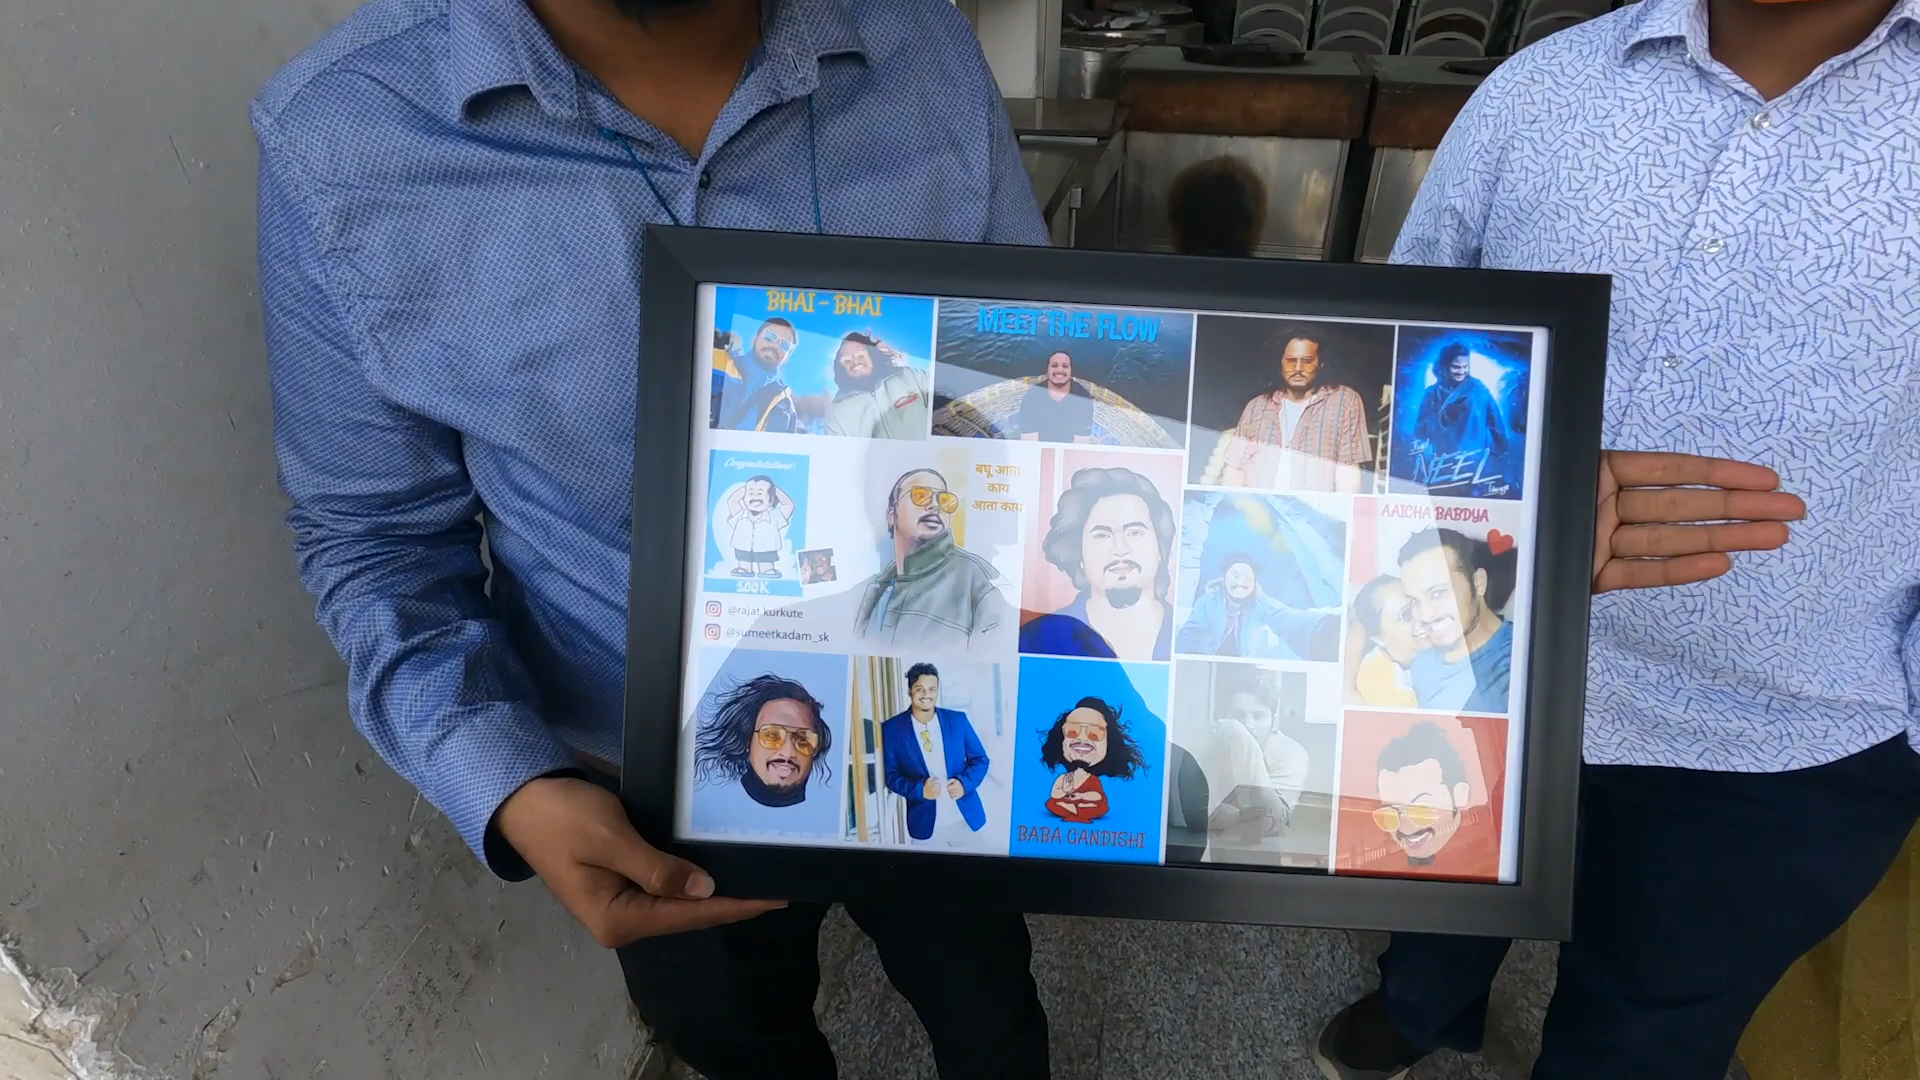 BHAI - BHAI
MEET THE FLOW
NEEL
Congratulations!!
100K
@rajat.kurkute
@sumeetkadam_sk
बघू आता
काय
आता काय
AAICHA BABDYA
BABA GANDISHI